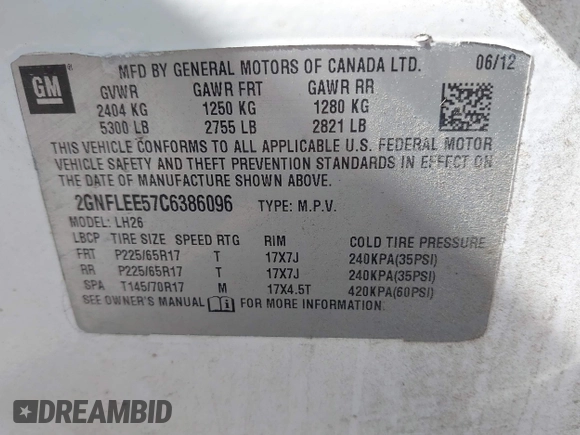 GM ® MFD BY GENERAL MOTORS OF CANADA LTD. 06/12
GVWR GAWR FRT GAWR RR
2404 KG 1250 KG 1280 KG
5300 LB 2755 LB 2821 LB
THIS VEHICLE CONFORMS TO ALL APPLICABLE U.S. FEDERAL MOTOR
VEHICLE SAFETY AND THEFT PREVENTION STANDARDS IN EFFECT ON
THE DATE OF MANUFACTURE SHOWN ABOVE.
2GNFLEE57C6386096 TYPE: M.P.V.
MODEL: LH26
LBCP TIRE SIZE SPEED RTG RIM COLD TIRE PRESSURE
FRT P225/65R17 T 17X7J 240KPA(35PSI)
RR P225/65R17 T 17X7J 240KPA(35PSI)
SPA T145/70R17 M 17X4.5T 420KPA(60PSI)
SEE OWNER'S MANUAL FOR MORE INFORMATION.
DREAMBID